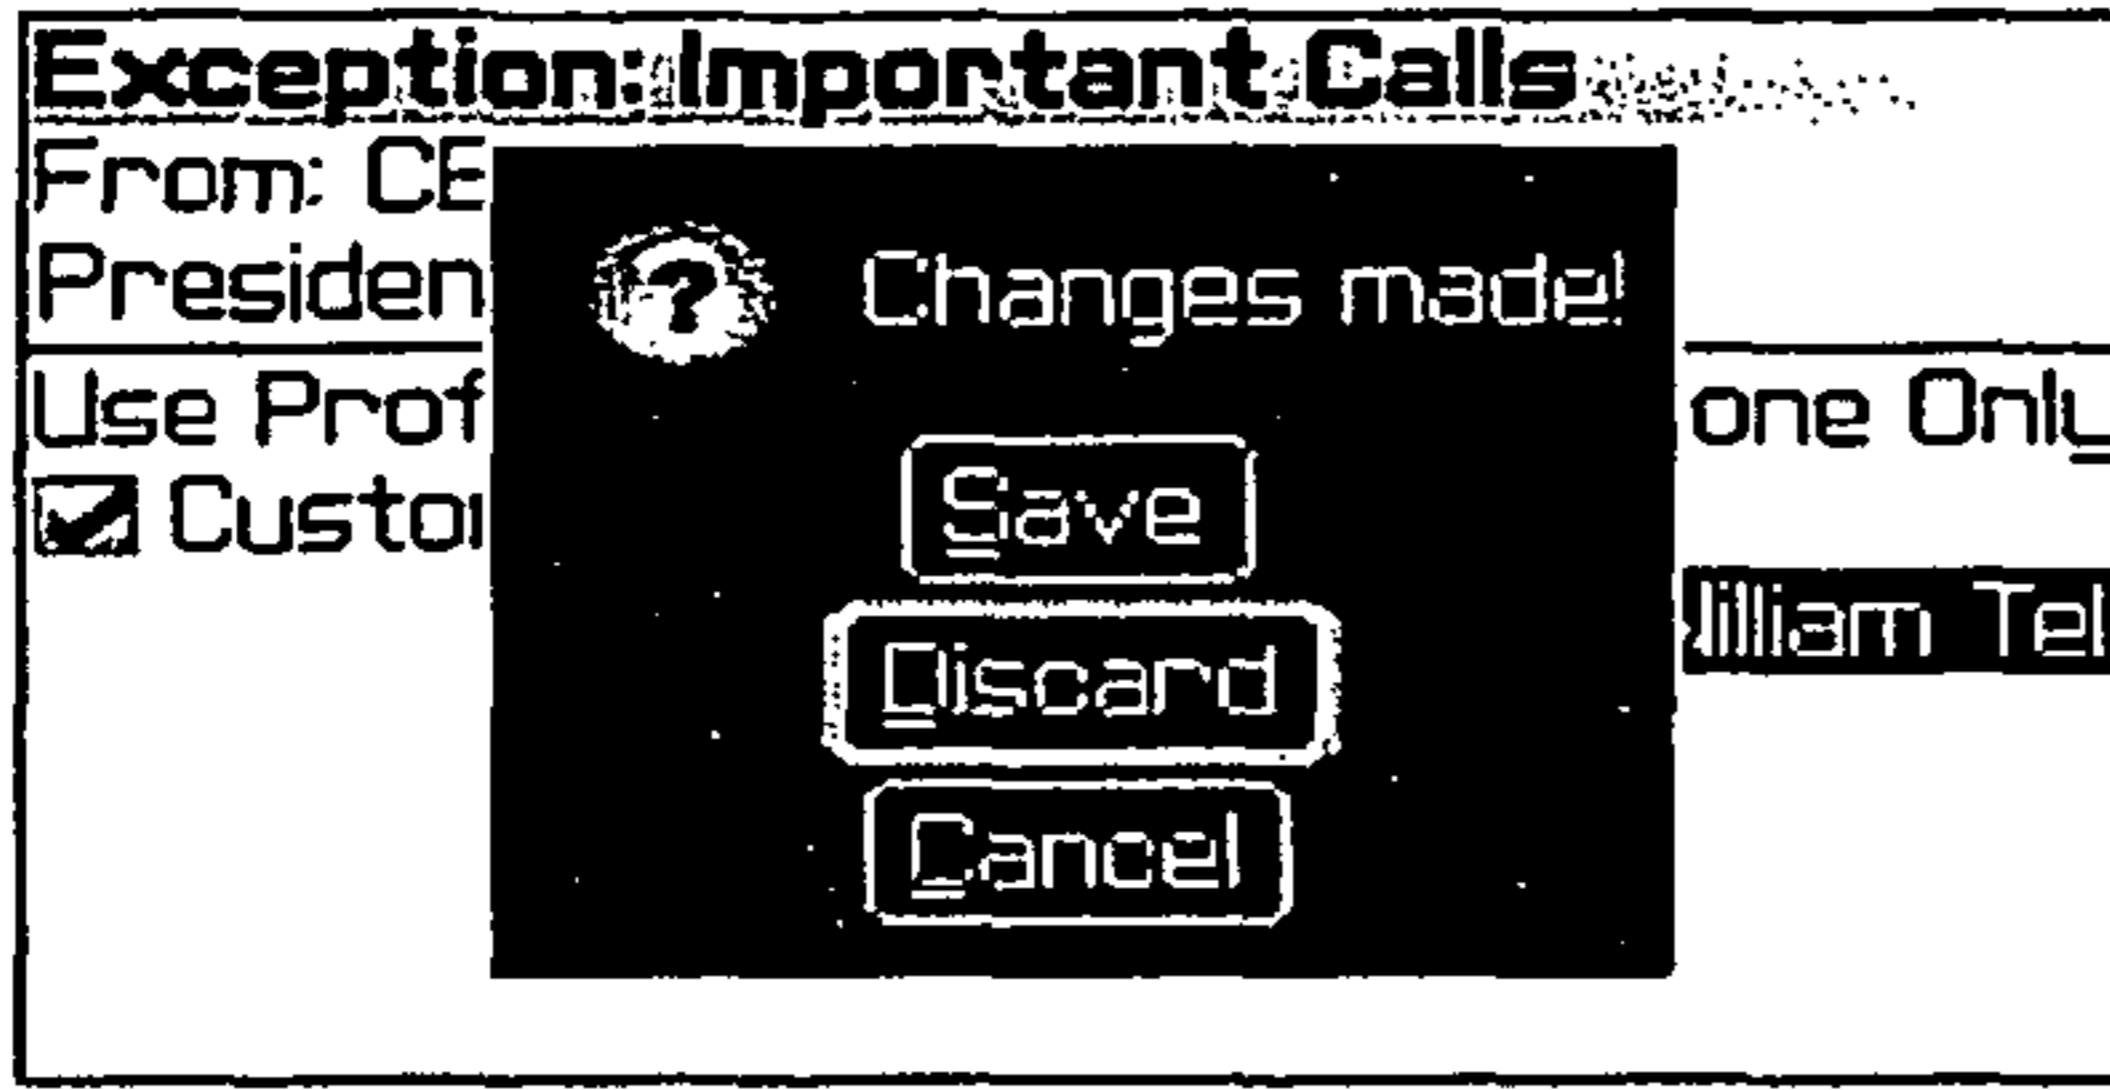 Exception: Important Calls
From: CE
Presiden
Changes made!
Use Prof
one Only
Custo
Save
illiam Tel
Discard
Cancel